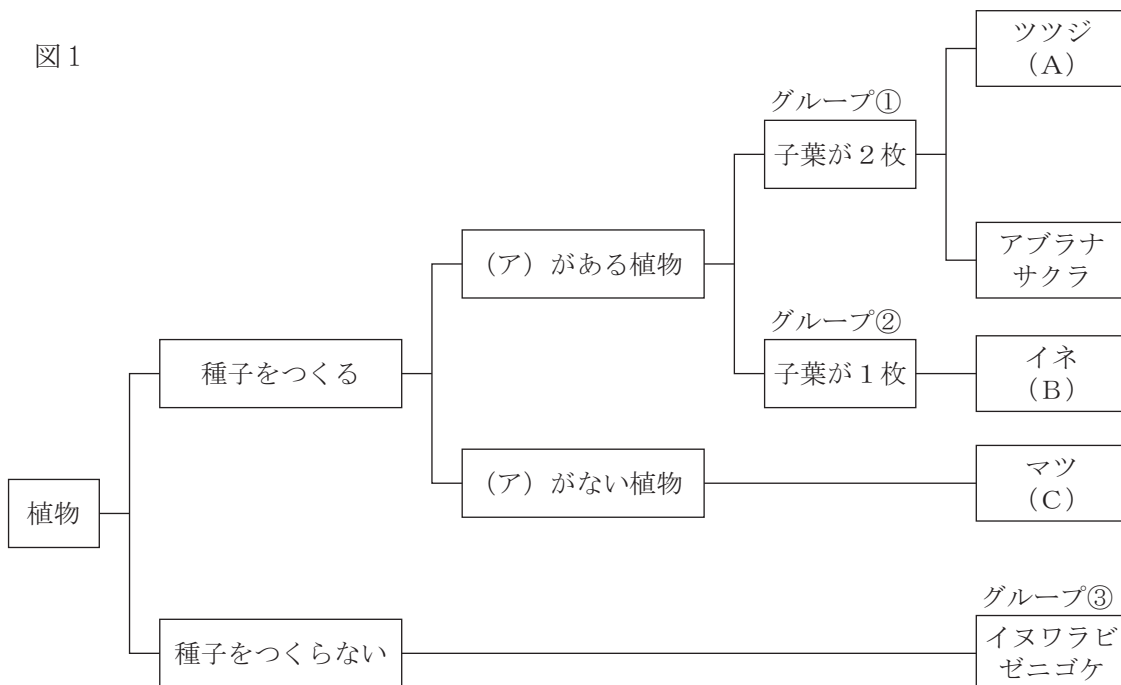 図1
植物
種子をつくる
種子をつくらない
（ア）がある植物
（ア）がない植物
グループ①
子葉が2枚
グループ②
子葉が1枚
ツツジ
（A）
アブラナ
サクラ
イネ
（B）
マツ
（C）
グループ③
イヌワラビ
ゼニゴケ